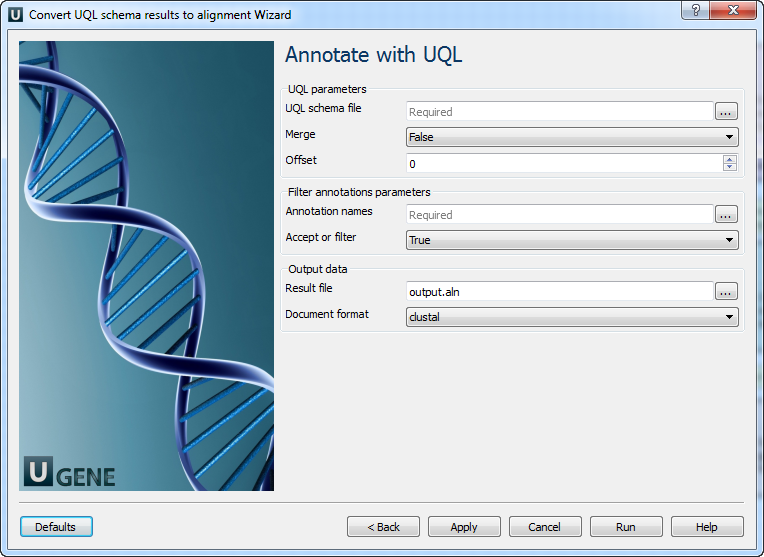 U Convert UQL schema results to alignment Wizard ? X
Annotate with UQL
UQL parameters
UQL schema file Required ...
Merge False
Offset 0
Filter annotations parameters
Annotation names Required ...
Accept or filter True
Output data
Result file output.aln ...
Document format clustal
U GENE
Defaults < Back Apply Cancel Run Help